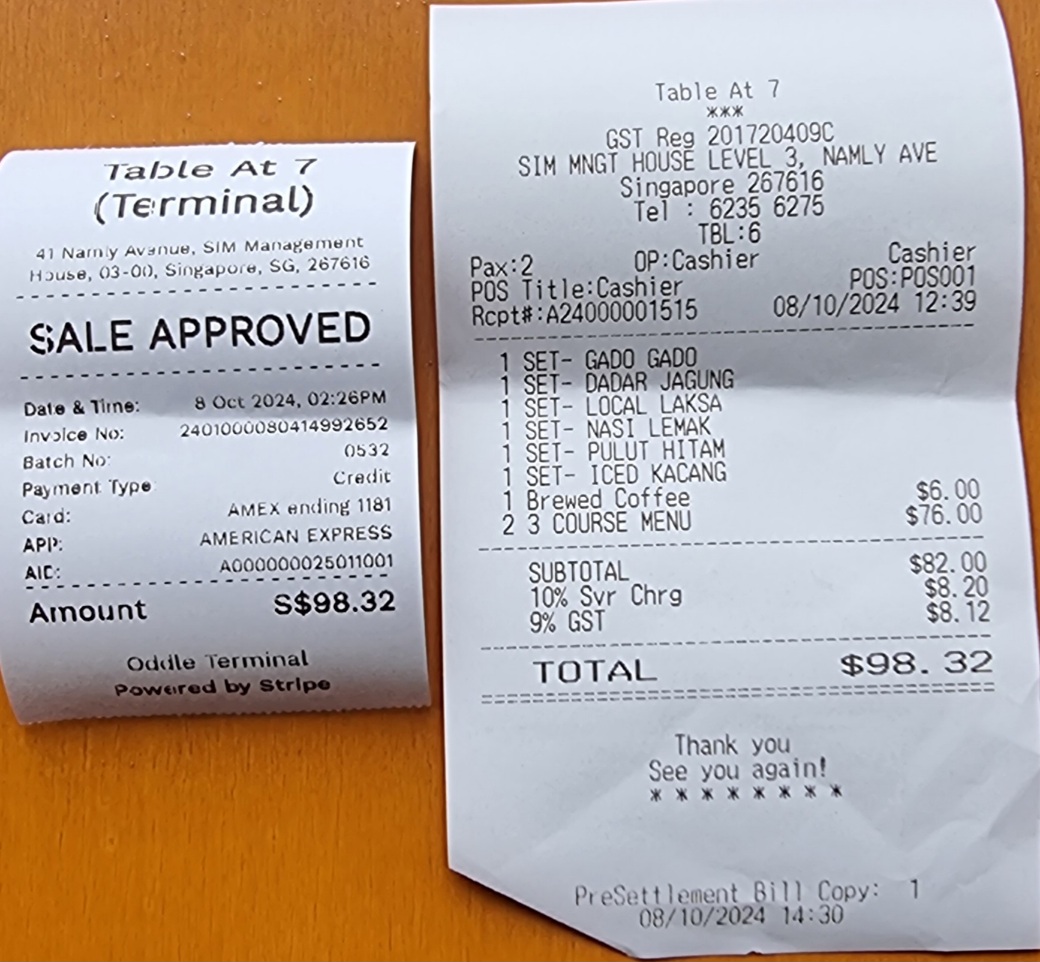 Table At 7
(Terminal)
41 Namly Avenue, SIM Management
House, 03-00, Singapore, SG, 267616
SALE APPROVED
Date & Time: 8 Oct 2024, 02:26PM
Invoice No: 2401000080414992652
Batch No: 0532
Payment Type Credit
Card: AMEX ending 1181
APP: AMERICAN EXPRESS
AID: A000000025011001
Amount S$98.32
Oddle Terminal
Powered by Stripe
Table At 7
***
GST Reg 201720409C
SIM MNGT HOUSE LEVEL 3, NAMLY AVE
Singapore 267616
Tel : 6235 6275
TBL:6
Pax:2 OP:Cashier Cashier
POS Title:Cashier POS:POS001
Rcpt#:A24000001515 08/10/2024 12:39
1 SET- GADO GADO
1 SET- DADAR JAGUNG
1 SET- LOCAL LAKSA
1 SET- NASI LEMAK
1 SET- PULUT HITAM
1 SET- ICED KACANG
1 Brewed Coffee $6.00
2 3 COURSE MENU $76.00
SUBTOTAL $82.00
10% Svr Chrg $8.20
9% GST $8.12
TOTAL $98.32
Thank you
See you again!
* * * * * * * *
PreSettlement Bill Copy: 1
08/10/2024 14:30